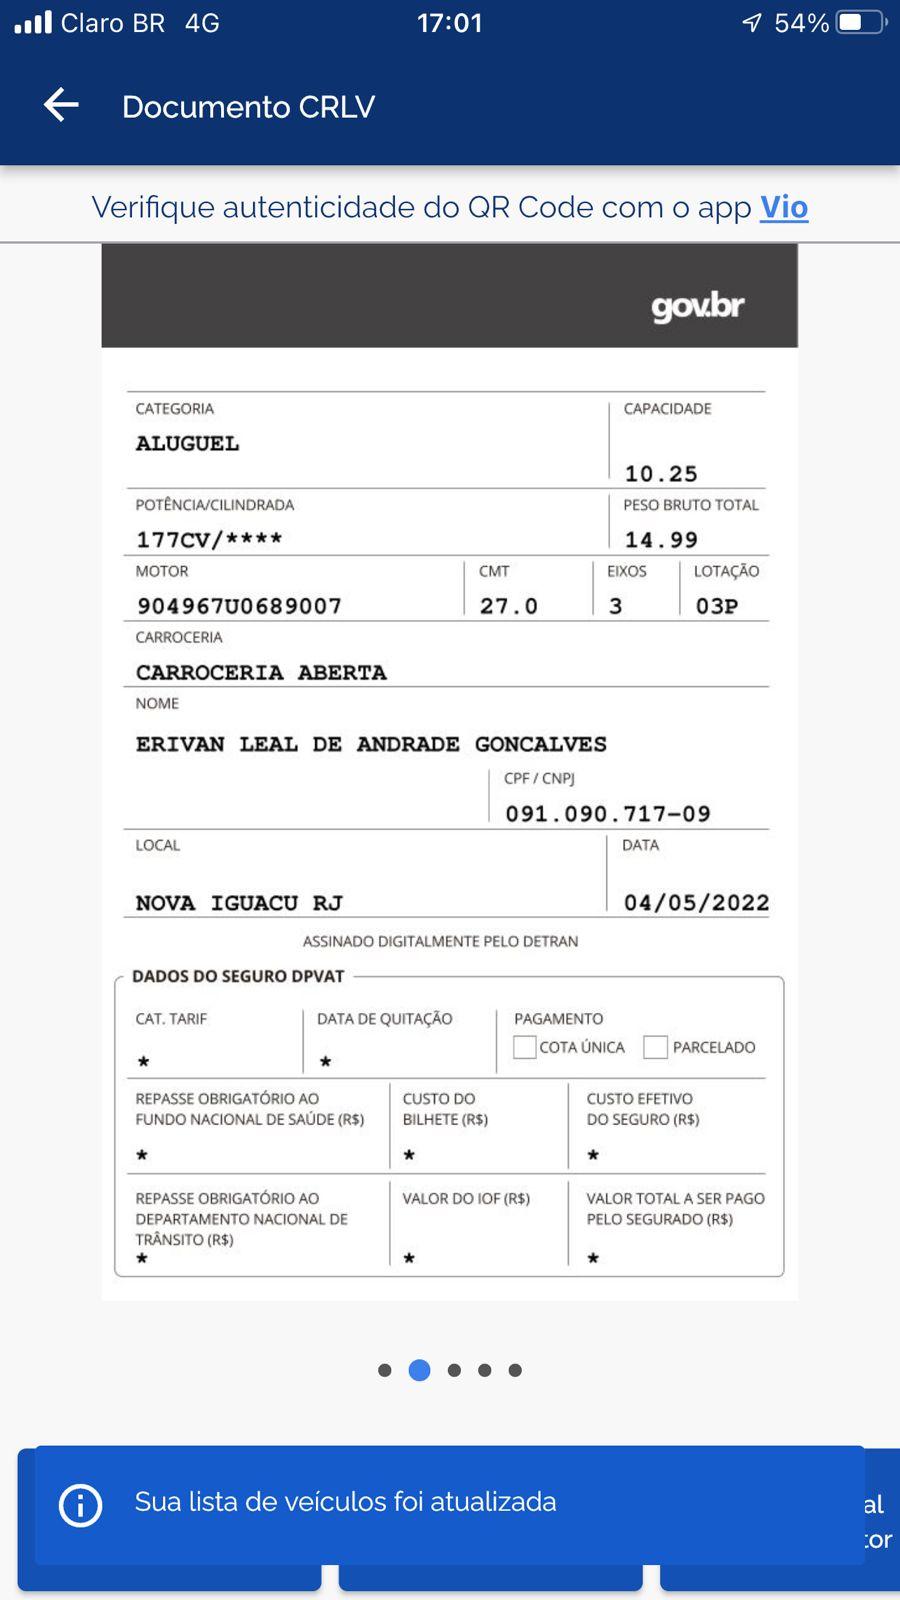 Claro BR 4G 17:01 54%
Documento CRLV
Verifique autenticidade do QR Code com o app Vio
gov.br
CATEGORIA CAPACIDADE
ALUGUEL
10.25
POTÊNCIA/CILINDRADA PESO BRUTO TOTAL
177CV/**** 14.99
MOTOR CMT EIXOS LOTAÇÃO
904967U0689007 27.0 3 03P
CARROCERIA
CARROCERIA ABERTA
NOME
ERIVAN LEAL DE ANDRADE GONCALVES
CPF / CNPJ
091.090.717-09
LOCAL DATA
NOVA IGUACU RJ 04/05/2022
ASSINADO DIGITALMENTE PELO DETRAN
DADOS DO SEGURO DPVAT
CAT. TARIF DATA DE QUITAÇÃO PAGAMENTO
COTA ÚNICA PARCELADO
* *
REPASSE OBRIGATÓRIO AO CUSTO DO CUSTO EFETIVO
FUNDO NACIONAL DE SAÚDE (R$) BILHETE (R$) DO SEGURO (R$)
* * *
REPASSE OBRIGATÓRIO AO VALOR DO IOF (R$) VALOR TOTAL A SER PAGO
DEPARTAMENTO NACIONAL DE PELO SEGURADO (R$)
TRÂNSITO (R$)
* * *
Sua lista de veículos foi atualizada
al
tor